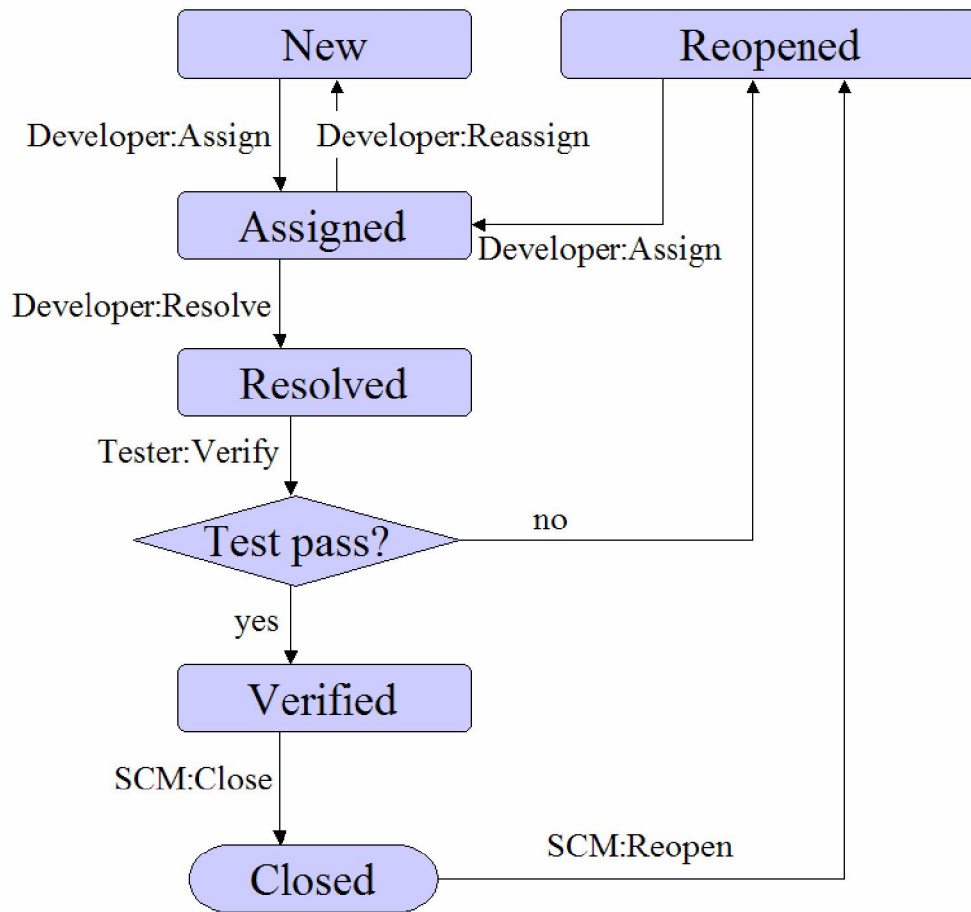 New
Reopened
Developer:Assign
Developer:Reassign
Assigned
Developer:Assign
Developer:Resolve
Resolved
Tester:Verify
Test pass?
no
yes
Verified
SCM:Close
SCM:Reopen
Closed